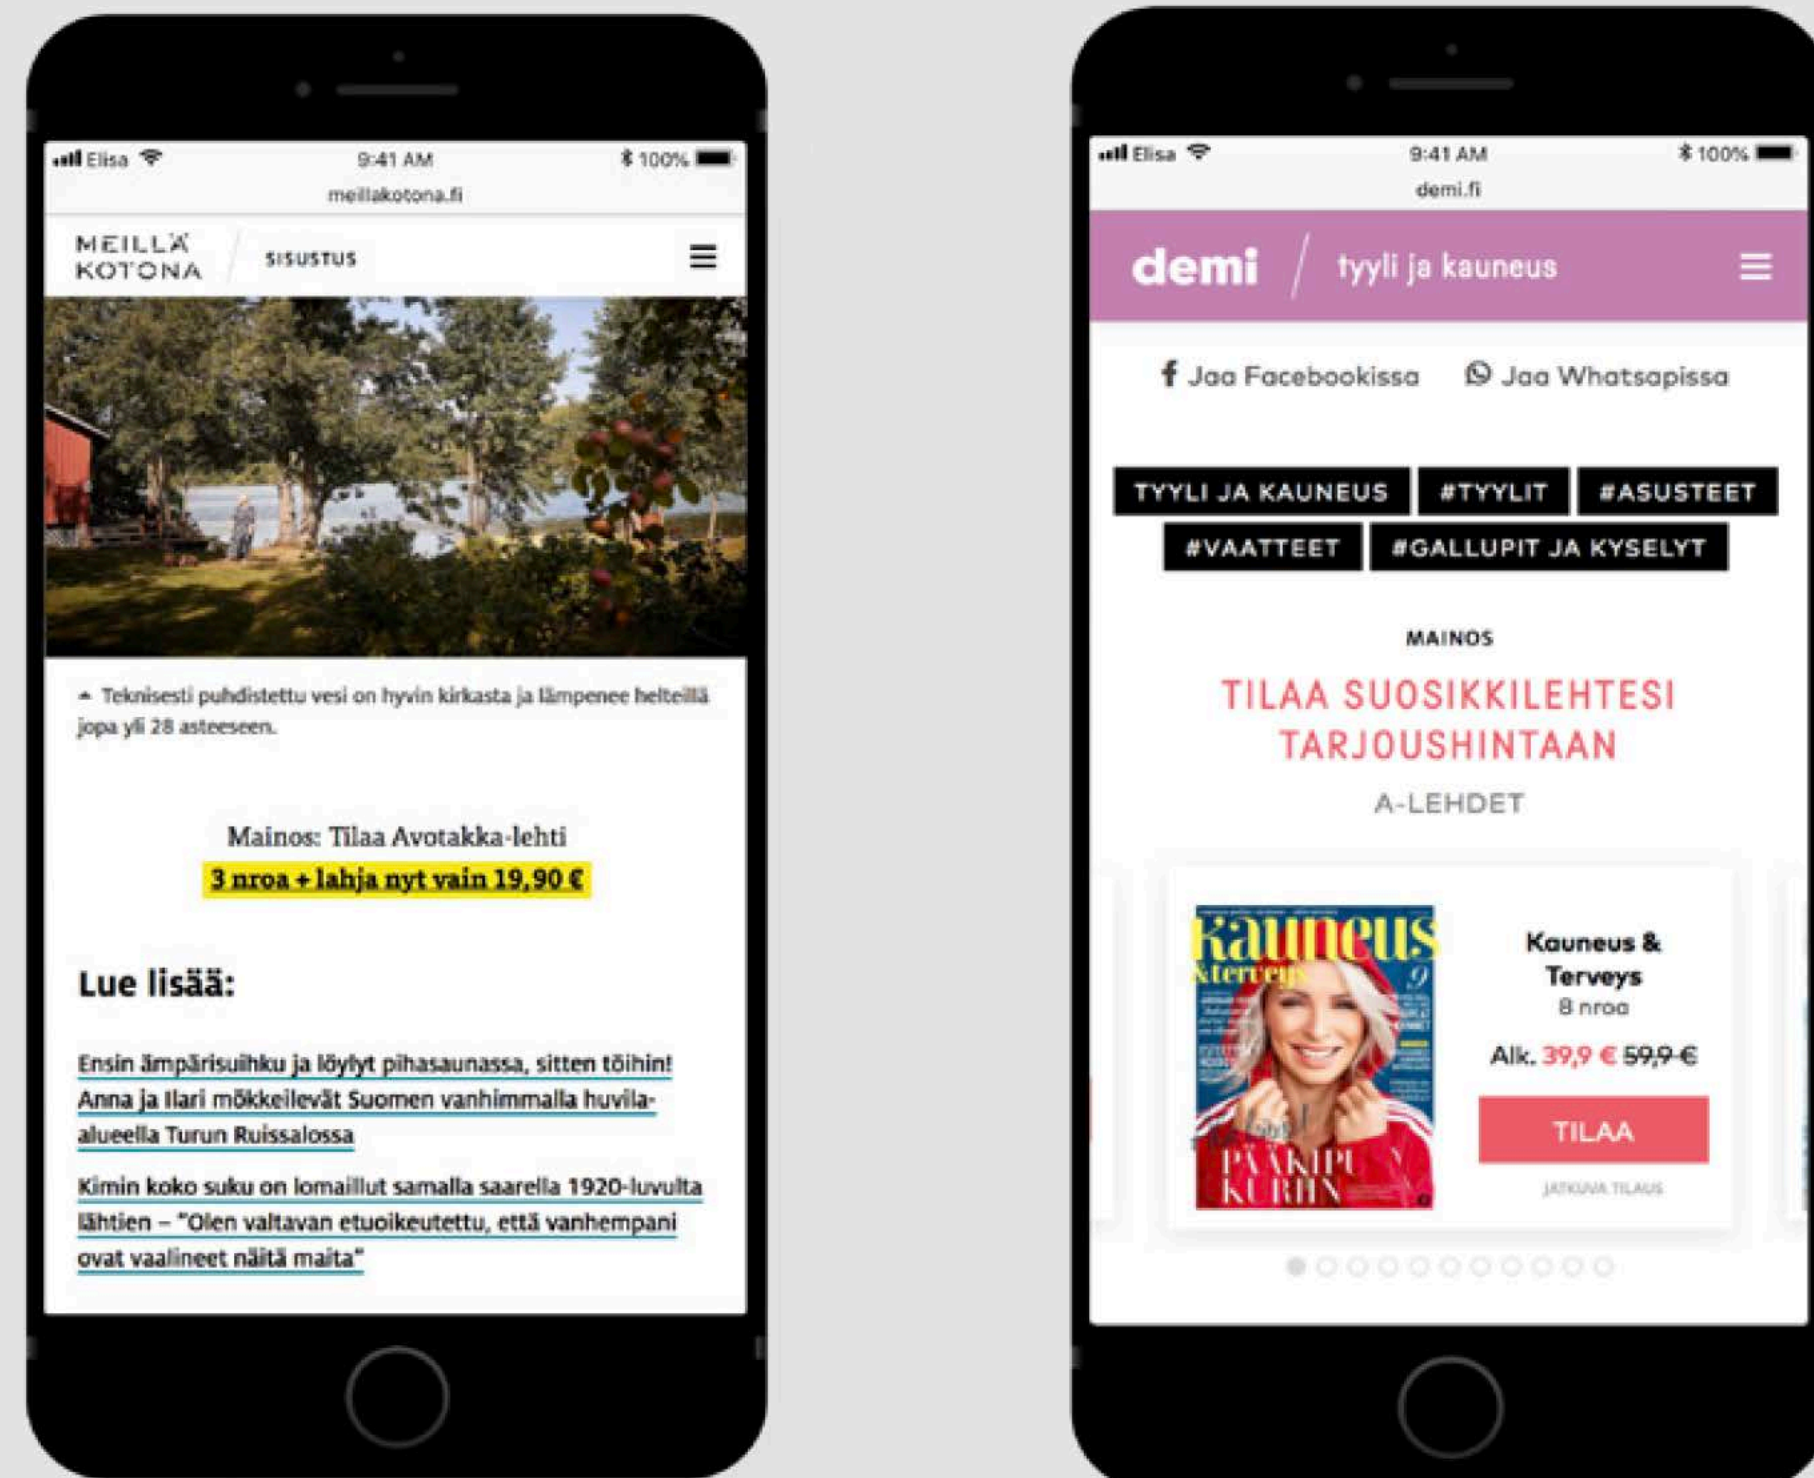 Elisa 9:41 AM 100%
meillakotona.fi
MEILLÄ
KOTONA
SISUSTUS
Teknisesti puhdistettu vesi on hyvin kirkasta ja lämpenee helteillä
jopa yli 28 asteeseen.
Mainos: Tilaa Avotakka-lehti
3 nroa + lahja nyt vain 19,90 €
Lue lisää:
Ensin ämpärisuihku ja löylyt pihasaunassa, sitten töihin!
Anna ja Ilari mökkeilevät Suomen vanhimmalla huvila-
alueella Turun Ruissalossa
Kimin koko suku on lomaillut samalla saarella 1920-luvulta
lähtien – "Olen valtavan etuoikeutettu, että vanhempani
ovat vaalineet näitä maita"
Elisa 9:41 AM 100%
demi.fi
demi / tyyli ja kauneus
Jaa Facebookissa Jaa Whatsapissa
TYYLI JA KAUNEUS #TYYLIT #ASUSTEET
#VAATTEET #GALLUPIT JA KYSELYT
MAINOS
TILAA SUOSIKKILEHTESI
TARJOUSHINTAAN
A-LEHDET
kauneus
&terveys
9
PÄÄKIPU
KURIIN
Kauneus &
Terveys
8 nroa
Alk. 39,9 € 59,9 €
TILAA
JATKUVA TILAUS